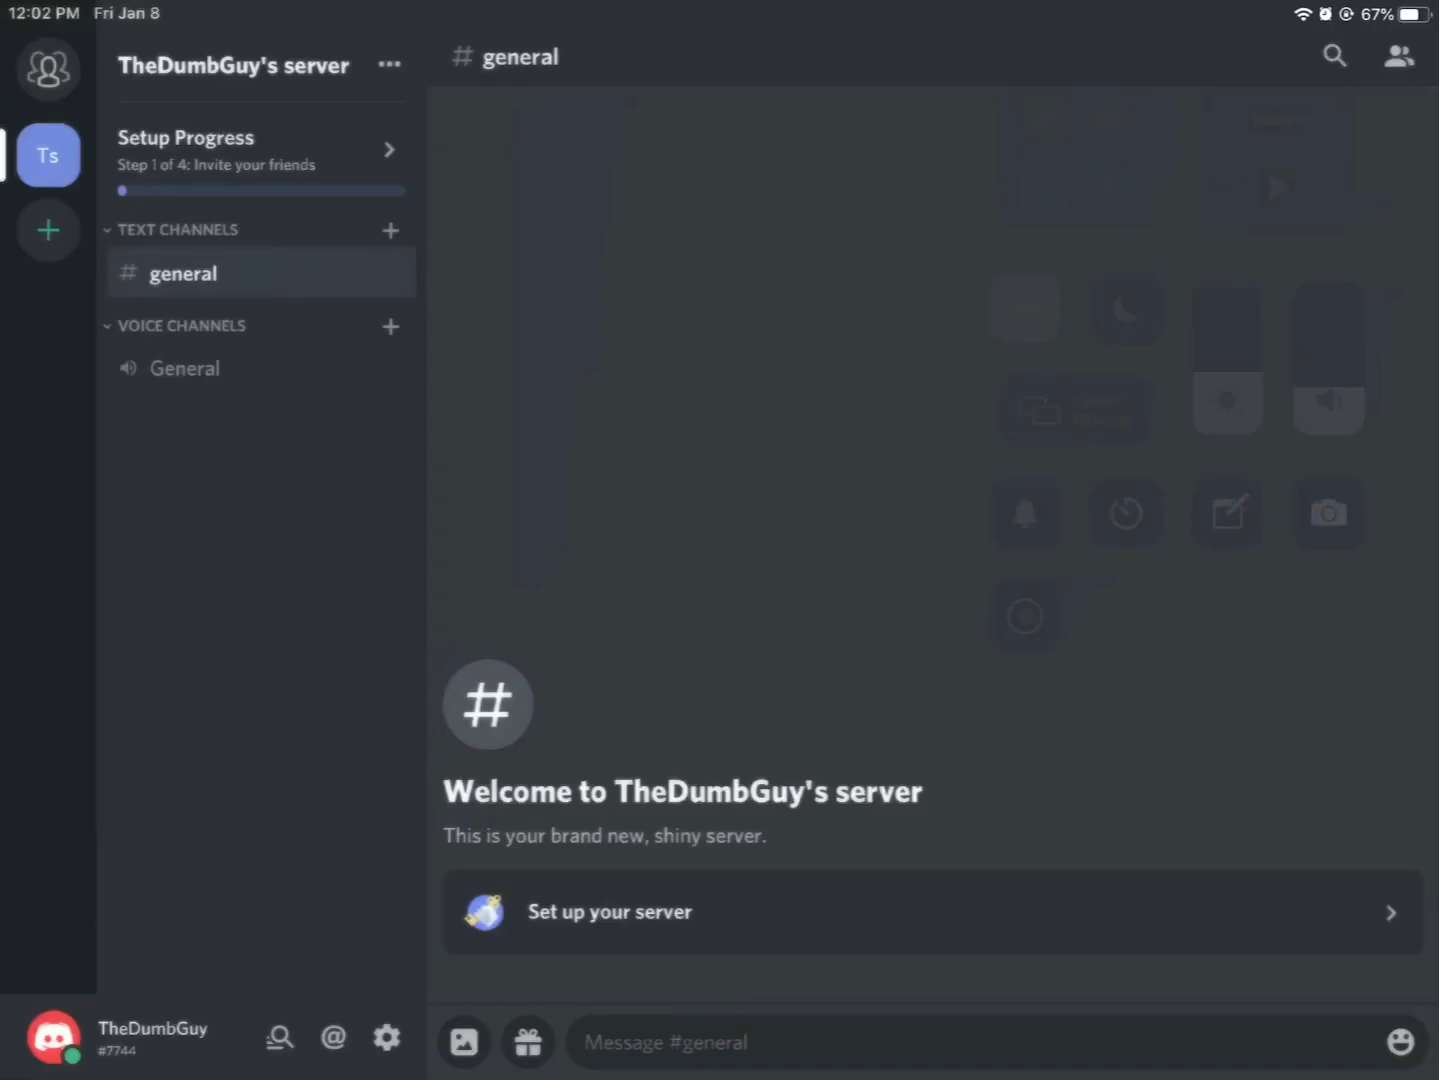 12:02 PM Fri Jan 8
67%
TheDumbGuy's server
Setup Progress
Step 1 of 4: Invite your friends
Ts
TEXT CHANNELS
general
VOICE CHANNELS
General
TheDumbGuy
#7744
# general
#
Welcome to TheDumbGuy's server
This is your brand new, shiny server.
Set up your server
Message #general